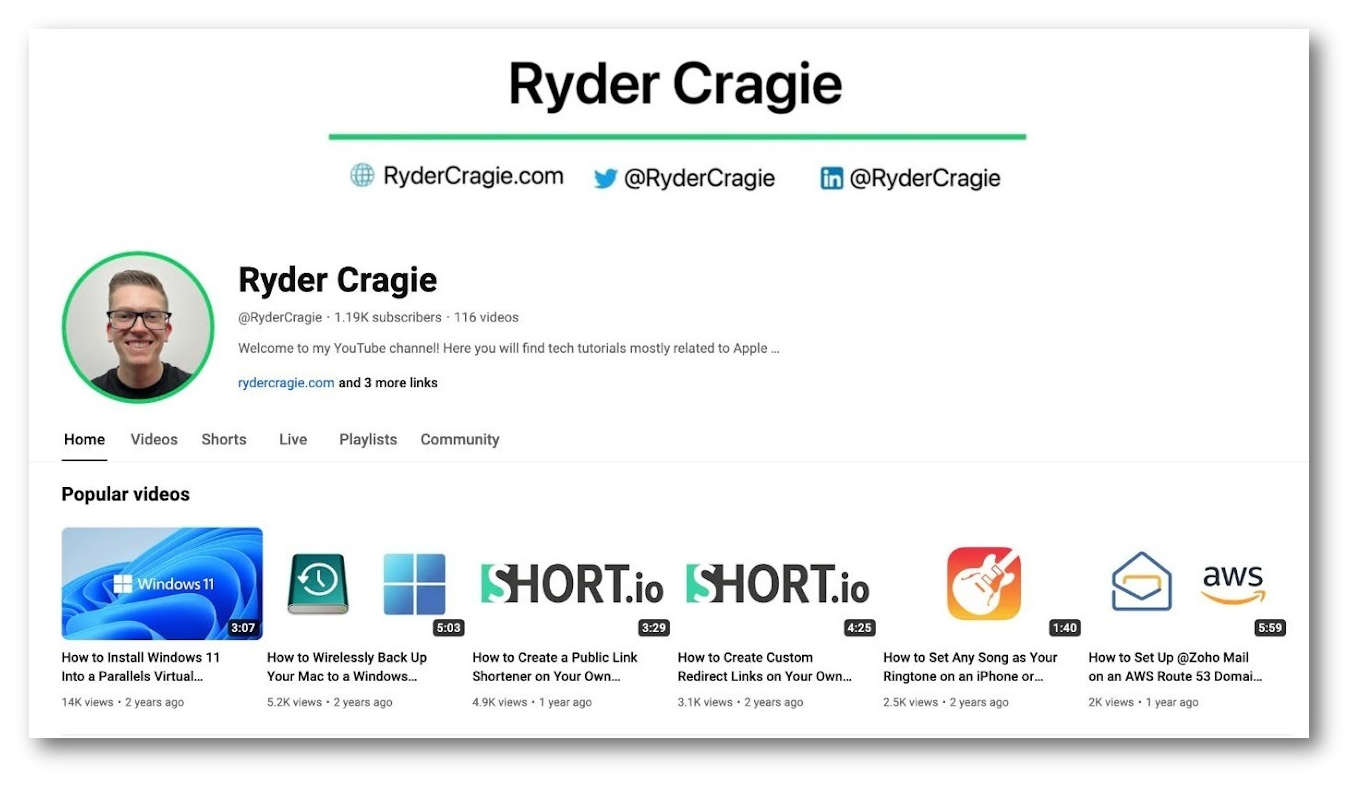 Ryder Cragie
RyderCragie.com @RyderCragie @RyderCragie
Ryder Cragie
@RyderCragie · 1.19K subscribers · 116 videos
Welcome to my YouTube channel! Here you will find tech tutorials mostly related to Apple ...
rydercragie.com and 3 more links
Home Videos Shorts Live Playlists Community
Popular videos
Windows 11
3:07
How to Install Windows 11
Into a Parallels Virtual...
14K views • 2 years ago
5:03
How to Wirelessly Back Up
Your Mac to a Windows...
5.2K views • 2 years ago
SHORT.io
3:29
How to Create a Public Link
Shortener on Your Own...
4.9K views • 1 year ago
SHORT.io
4:25
How to Create Custom
Redirect Links on Your Own...
3.1K views • 2 years ago
1:40
How to Set Any Song as Your
Ringtone on an iPhone or...
2.5K views • 2 years ago
aws
5:59
How to Set Up @Zoho Mail
on an AWS Route 53 Domai...
2K views • 1 year ago